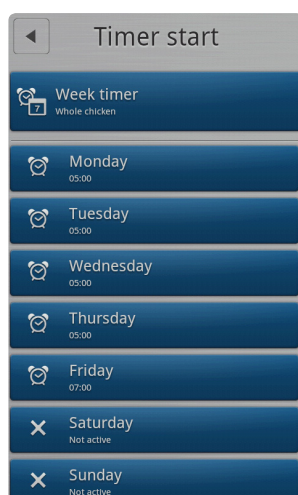 Timer start
7
Week timer
Whole chicken
Monday
05:00
Tuesday
05:00
Wednesday
05:00
Thursday
05:00
Friday
07:00
Saturday
Not active
Sunday
Not active